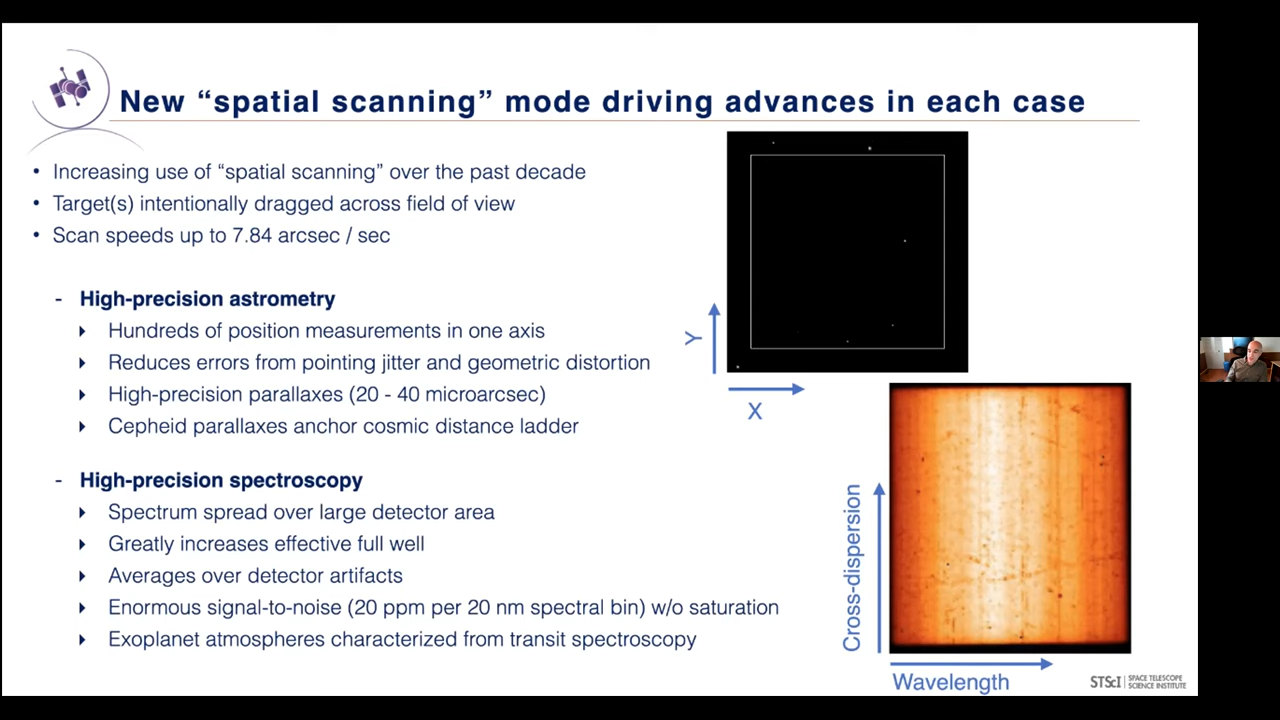 New “spatial scanning” mode driving advances in each case
• Increasing use of “spatial scanning” over the past decade
• Target(s) intentionally dragged across field of view
• Scan speeds up to 7.84 arcsec / sec
- High-precision astrometry
Hundreds of position measurements in one axis
Reduces errors from pointing jitter and geometric distortion
High-precision parallaxes (20 - 40 microarcsec)
Cepheid parallaxes anchor cosmic distance ladder
- High-precision spectroscopy
Spectrum spread over large detector area
Greatly increases effective full well
Averages over detector artifacts
Enormous signal-to-noise (20 ppm per 20 nm spectral bin) w/o saturation
Exoplanet atmospheres characterized from transit spectroscopy
Y
X
Cross-dispersion
Wavelength
STScI | SPACE TELESCOPE
SCIENCE INSTITUTE